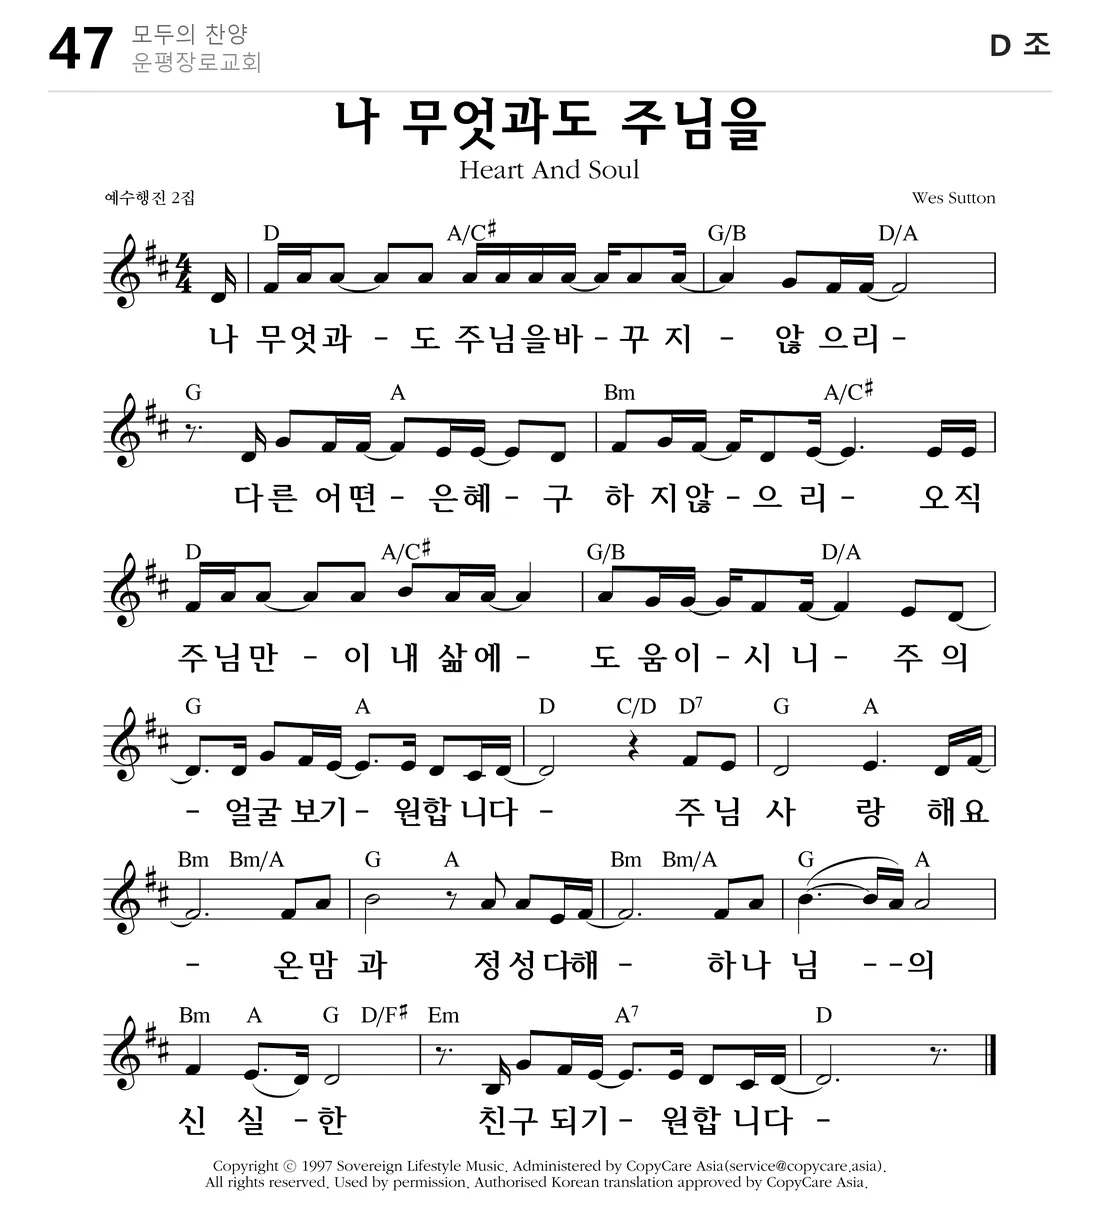 47 모두의 찬양
운평장로교회
D 조
나 무엇과도 주님을
Heart And Soul
예수행진 2집
Wes Sutton
D A/C♯ G/B D/A
나 무엇과 - 도 주님을바 - 꾸 지 - 않 으리 -
G A Bm A/C♯
다른 어떤 - 은혜 - 구 하 지않 - 으 리 - 오직
D A/C♯ G/B D/A
주님만 - 이 내 삶에 - 도 움이 - 시 니 - 주 의
G A D C/D D7 G A
- 얼굴 보기 - 원합 니다 - 주 님 사 랑 해요
Bm Bm/A G A Bm Bm/A G A
- 온맘 과 정성다해 - 하나 님 - - 의
Bm A G D/F♯ Em A7 D
신 실 - 한 친구 되기 - 원합 니다 -
Copyright ⓒ 1997 Sovereign Lifestyle Music. Administered by CopyCare Asia(service@copycare.asia).
All rights reserved. Used by permission. Authorised Korean translation approved by CopyCare Asia.